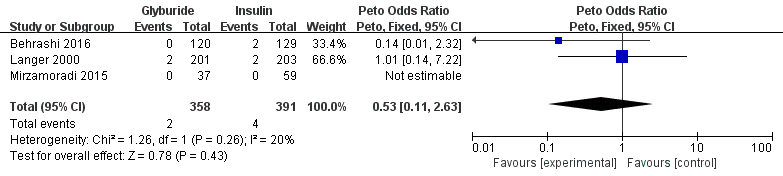 Glyburide Insulin Peto Odds Ratio Peto Odds Ratio
Study or Subgroup Events Total Events Total Weight Peto, Fixed, 95% CI Peto, Fixed, 95% CI
Behrashi 2016 0 120 2 129 33.4% 0.14 [0.01, 2.32]
Langer 2000 2 201 2 203 66.6% 1.01 [0.14, 7.22]
Mirzamoradi 2015 0 37 0 59 Not estimable
Total (95% CI) 358 391 100.0% 0.53 [0.11, 2.63]
Total events 2 4
Heterogeneity: Chi² = 1.26, df = 1 (P = 0.26); I² = 20%
Test for overall effect: Z = 0.78 (P = 0.43)
0.01 0.1 1 10 100
Favours [experimental] Favours [control]